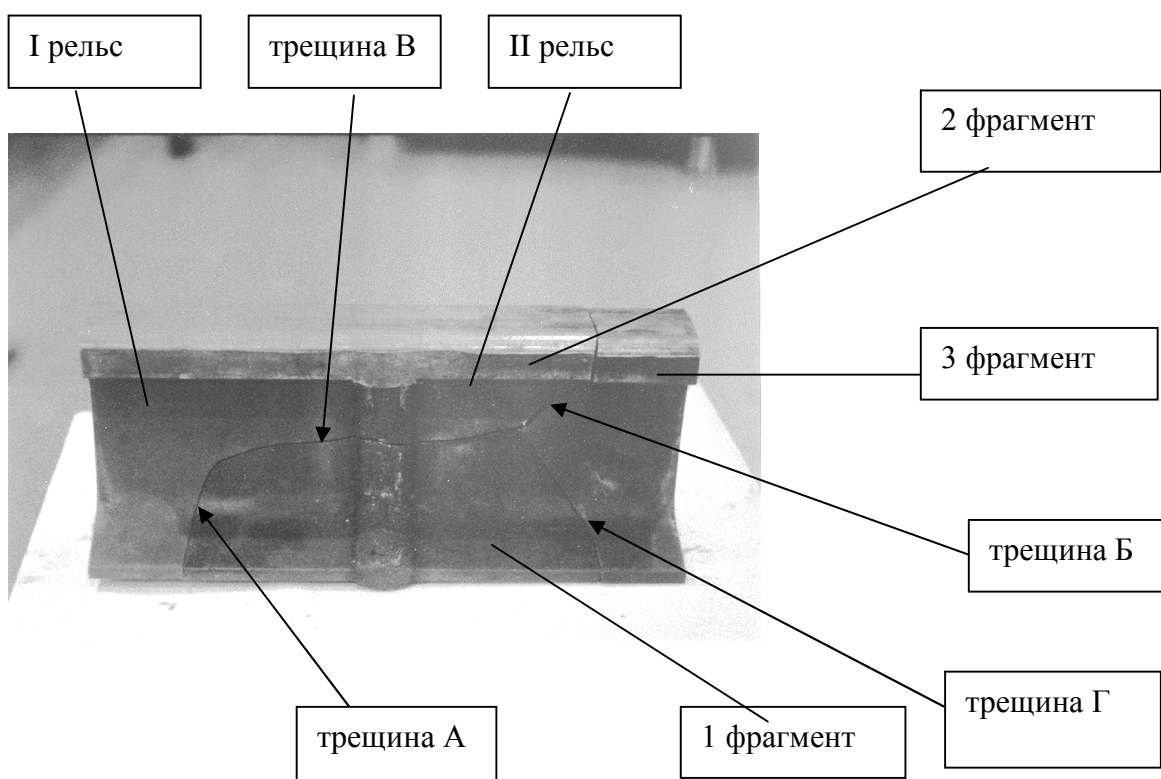 I рельс
трещина В
II рельс
2 фрагмент
3 фрагмент
трещина Б
трещина Г
трещина А
1 фрагмент